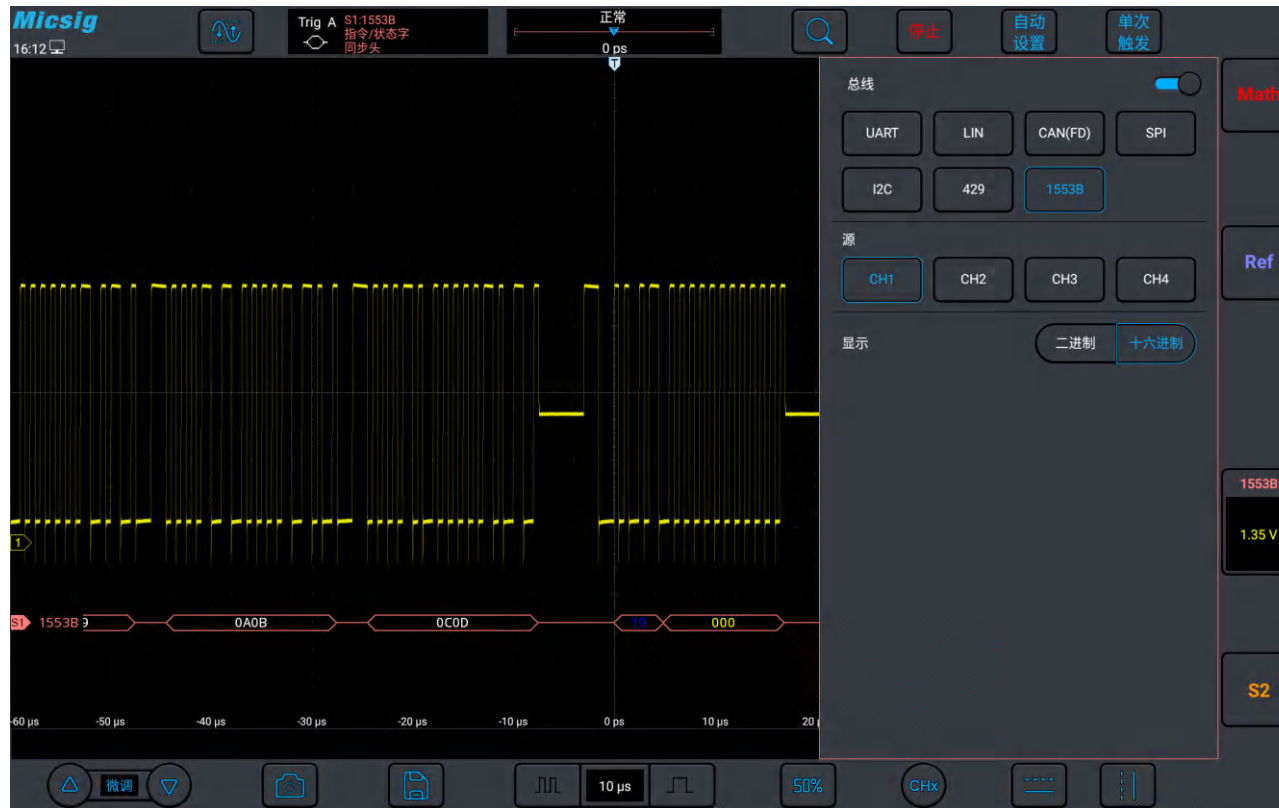 Micsig
16:12
Trig A S1:1553B
指令/状态字
同步头
正常
0 ps
T
停止
自动
设置
单次
触发
总线
UART LIN CAN(FD) SPI
I2C 429 1553B
源
CH1 CH2 CH3 CH4
显示 二进制 十六进制
Math
Ref
1553B
1.35 V
S2
1
S1 1553B 9 0A0B 0C0D 19 000
-60 μs -50 μs -40 μs -30 μs -20 μs -10 μs 0 ps 10 μs 20
微调
10 μs
50%
CHx